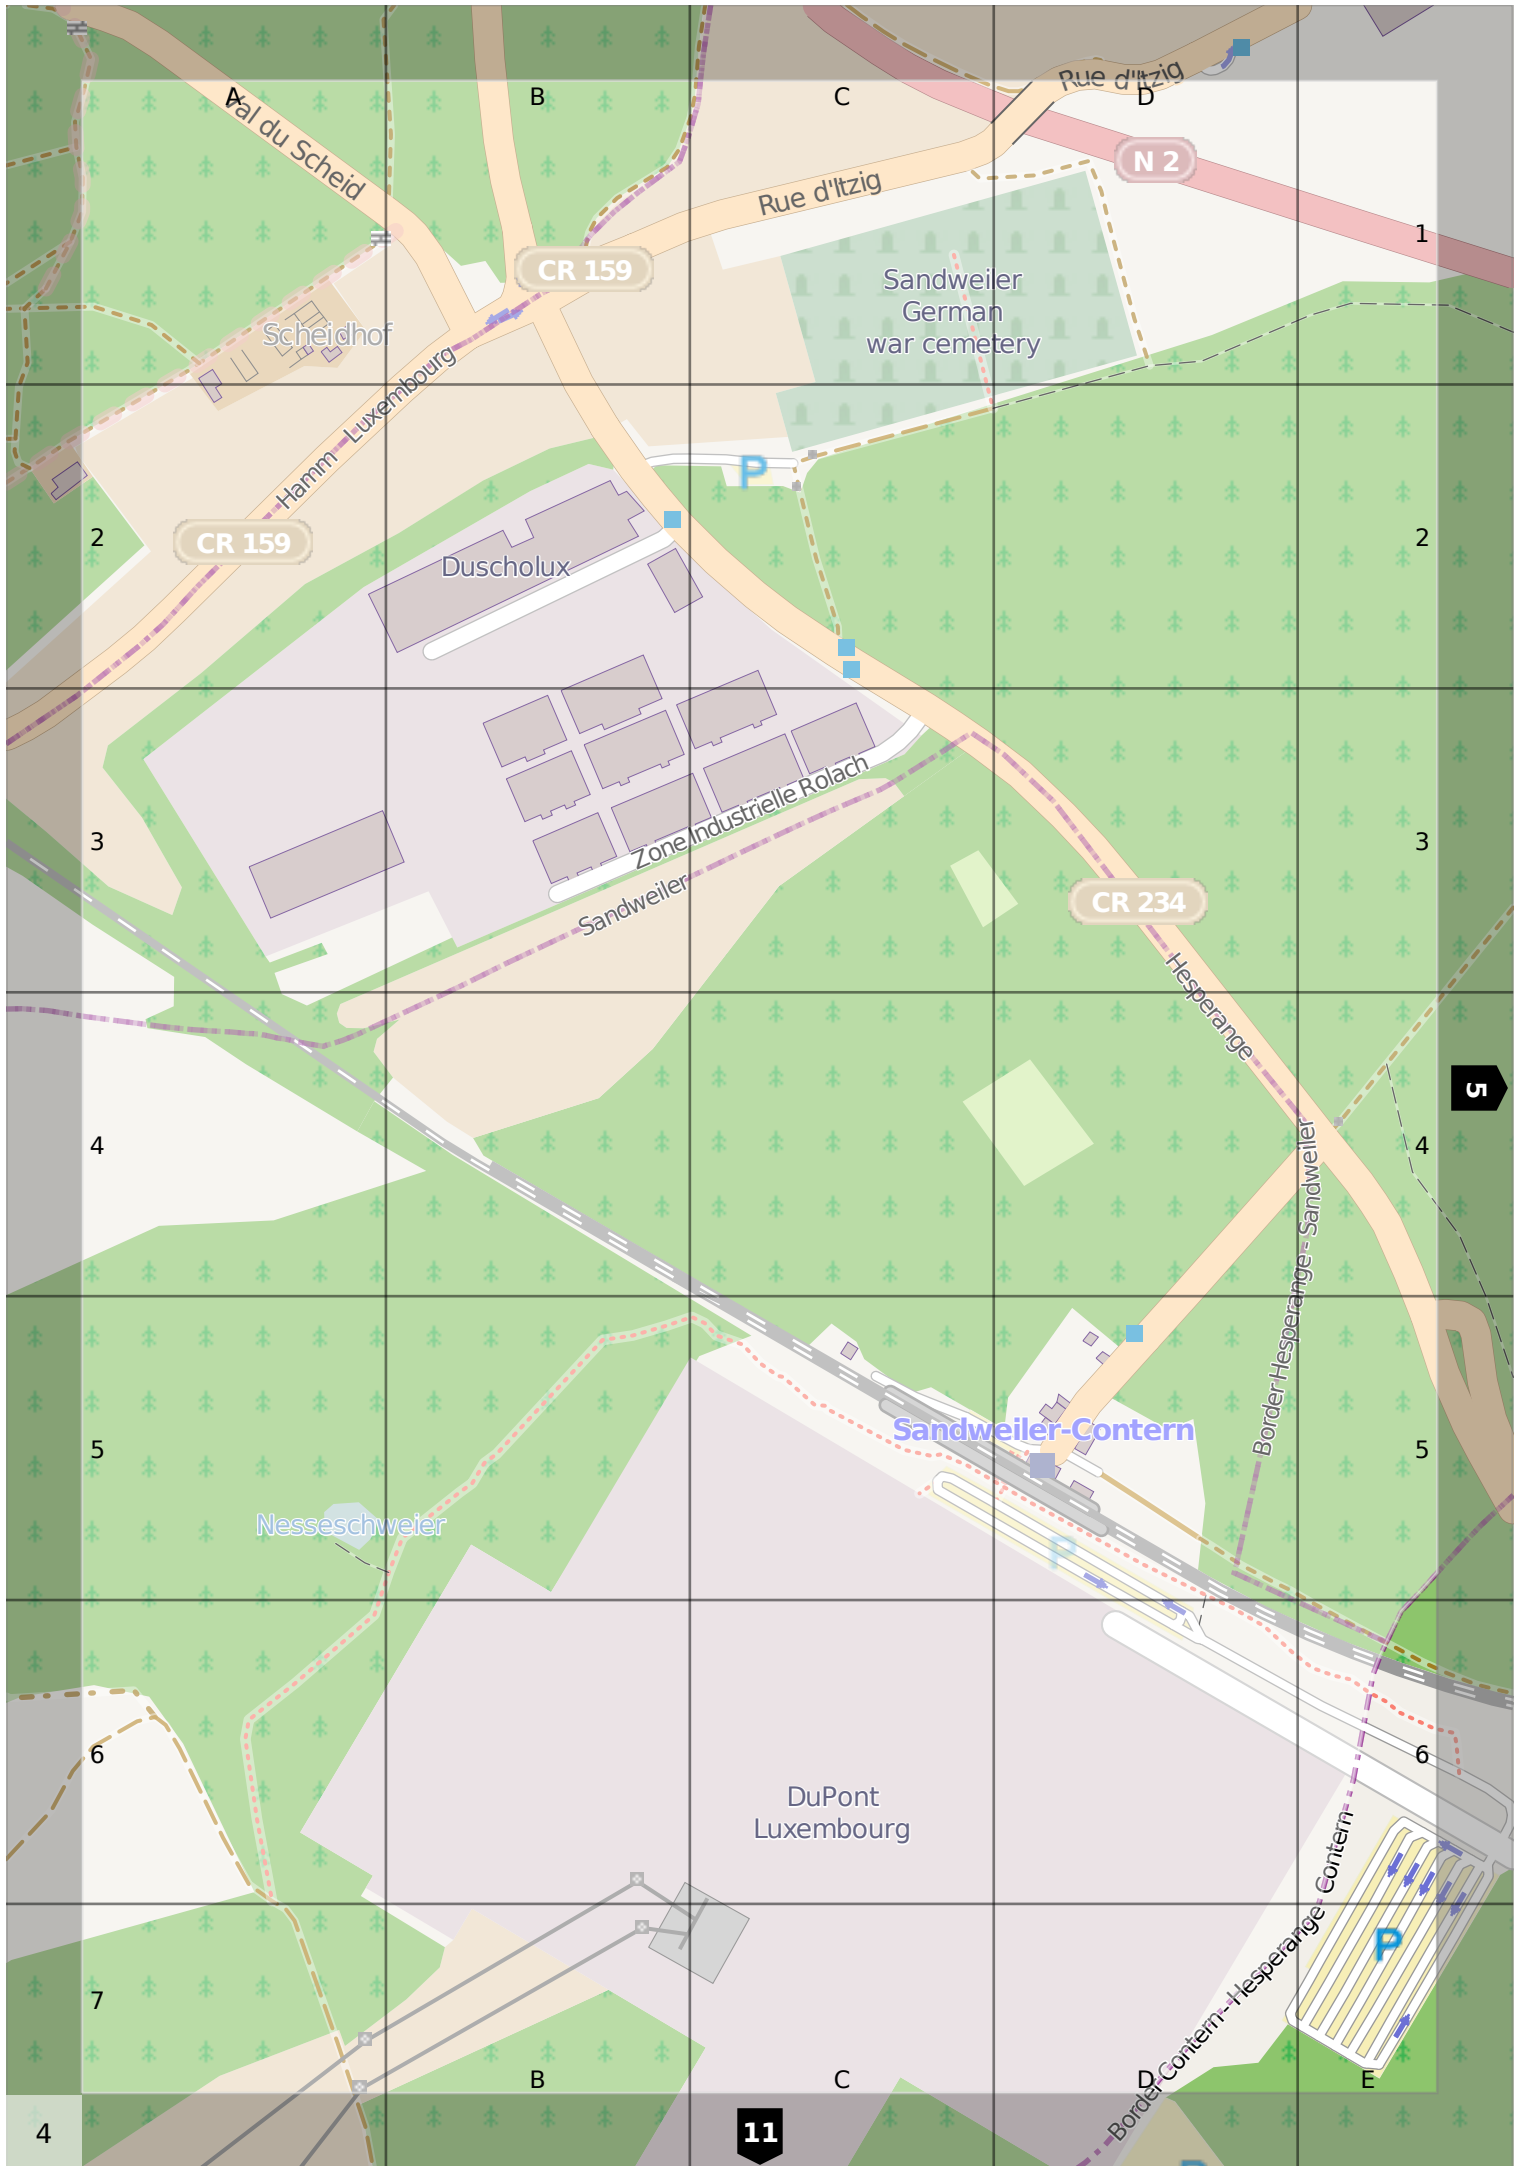 Rue d'Itzig
A
B
C
D
Val du Scheid
N 2
Rue d'Itzig
1
CR 159
Sandweiler
German
war cemetery
Scheidhof
Luxembourg
Hamm
P
2
CR 159
2
Duscholux
Zone Industrielle Rolach
3
3
Sandweiler
CR 234
Hesperange
5
4
4
Border Hesperange - Sandweiler
Sandweiler-Contern
5
5
Nesseschweier
P
6
6
DuPont
Luxembourg
Border Contern - Hesperange
Contern
P
7
B
C
D
E
4
11